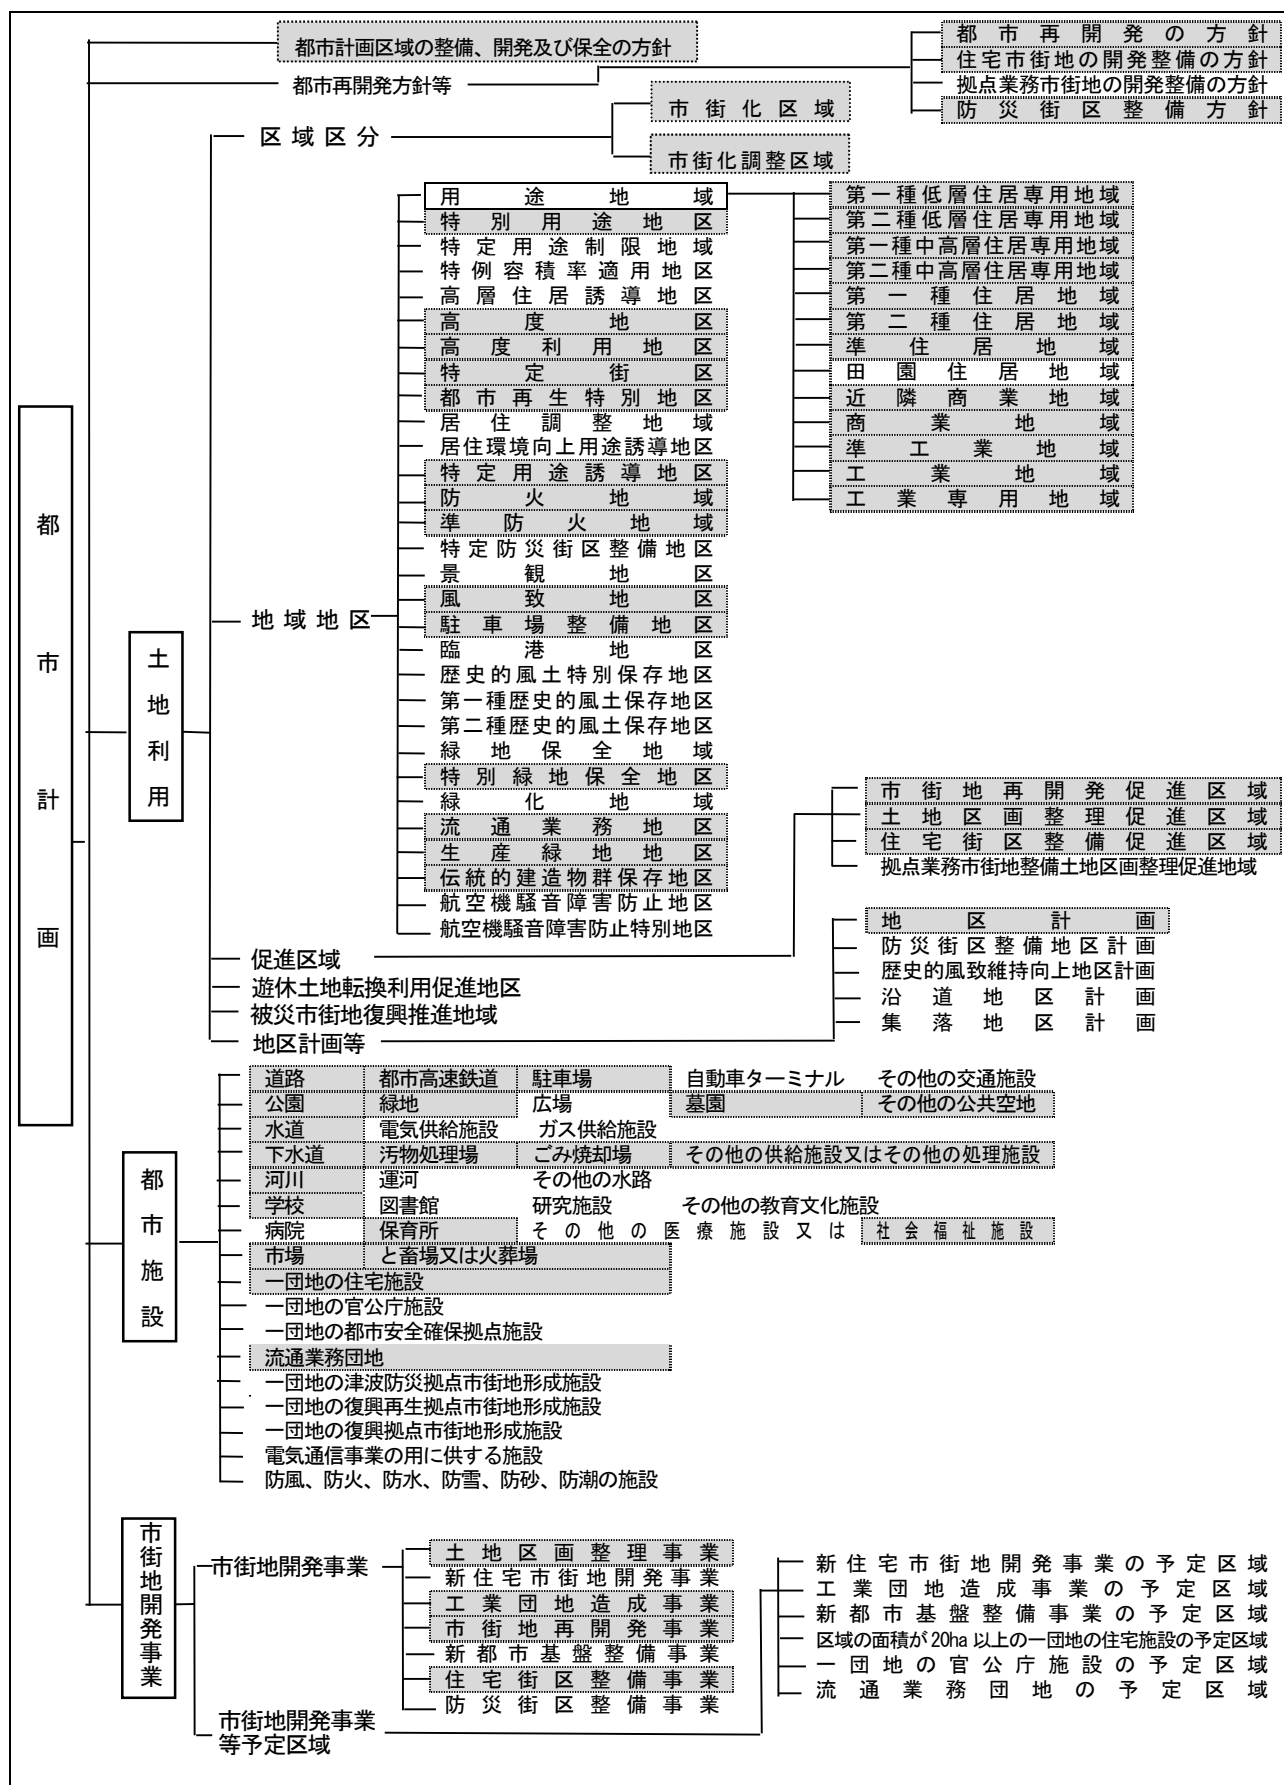 都市計画
都市計画区域の整備、開発及び保全の方針
都市再開発方針等
都市再開発の方針
住宅市街地の開発整備の方針
拠点業務市街地の開発整備の方針
防災街区整備方針
土地利用
区域区分
市街化区域
市街化調整区域
地域地区
用途地域
特別用途地区
特定用途制限地域
特例容積率適用地区
高層住居誘導地区
高度地区
高度利用地区
特定街区
都市再生特別地区
居住調整地域
居住環境向上用途誘導地区
特定用途誘導地区
防火地域
準防火地域
特定防災街区整備地区
景観地区
風致地区
駐車場整備地区
臨港地区
歴史的風土特別保存地区
第一種歴史的風土保存地区
第二種歴史的風土保存地区
緑地保全地域
特別緑地保全地区
緑化地域
流通業務地区
生産緑地地区
伝統的建造物群保存地区
航空機騒音障害防止地区
航空機騒音障害防止特別地区
第一種低層住居専用地域
第二種低層住居専用地域
第一種中高層住居専用地域
第二種中高層住居専用地域
第一種住居地域
第二種住居地域
準住居地域
田園住居地域
近隣商業地域
商業地域
準工業地域
工業地域
工業専用地域
促進区域
市街地再開発促進区域
土地区画整理促進区域
住宅街区整備促進区域
拠点業務市街地整備土地区画整理促進地域
遊休土地転換利用促進地区
被災市街地復興推進地域
地区計画等
地区計画
防災街区整備地区計画
歴史的風致維持向上地区計画
沿道地区計画
集落地区計画
都市施設
道路 都市高速鉄道 駐車場 自動車ターミナル その他の交通施設
公園 緑地 広場 墓園 その他の公共空地
水道 電気供給施設 ガス供給施設
下水道 汚物処理場 ごみ焼却場 その他の供給施設又はその他の処理施設
河川 運河 その他の水路
学校 図書館 研究施設 その他の教育文化施設
病院 保育所 その他の医療施設又は 社会福祉施設
市場 と畜場又は火葬場
一団地の住宅施設
一団地の官公庁施設
一団地の都市安全確保拠点施設
流通業務団地
一団地の津波防災拠点市街地形成施設
一団地の復興再生拠点市街地形成施設
一団地の復興拠点市街地形成施設
電気通信事業の用に供する施設
防風、防火、防水、防雪、防砂、防潮の施設
市街地開発事業
市街地開発事業
土地区画整理事業
新住宅市街地開発事業
工業団地造成事業
市街地再開発事業
新都市基盤整備事業
住宅街区整備事業
防災街区整備事業
市街地開発事業
等予定区域
新住宅市街地開発事業の予定区域
工業団地造成事業の予定区域
新都市基盤整備事業の予定区域
区域の面積が20ha以上の一団地の住宅施設の予定区域
一団地の官公庁施設の予定区域
流通業務団地の予定区域